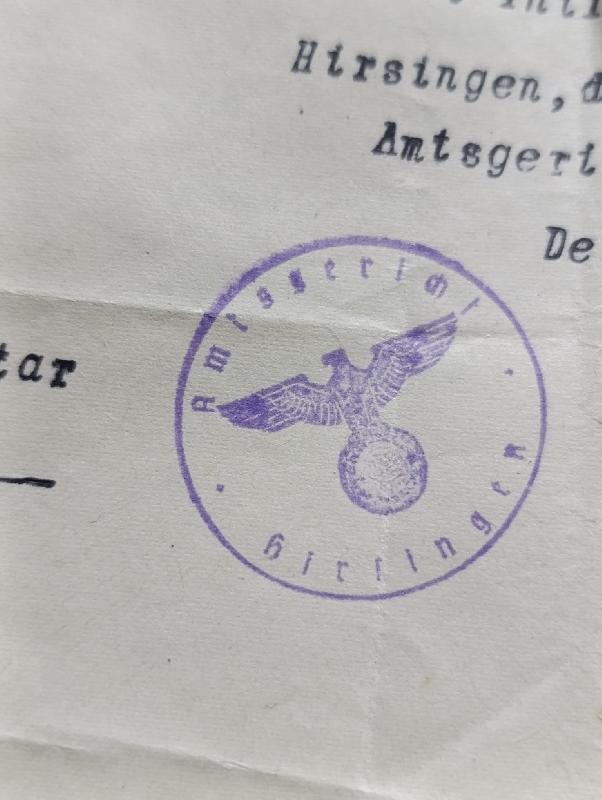 Hirsingen, d
Amtsgeri
De
tar
Amtsgericht
Hirsingen